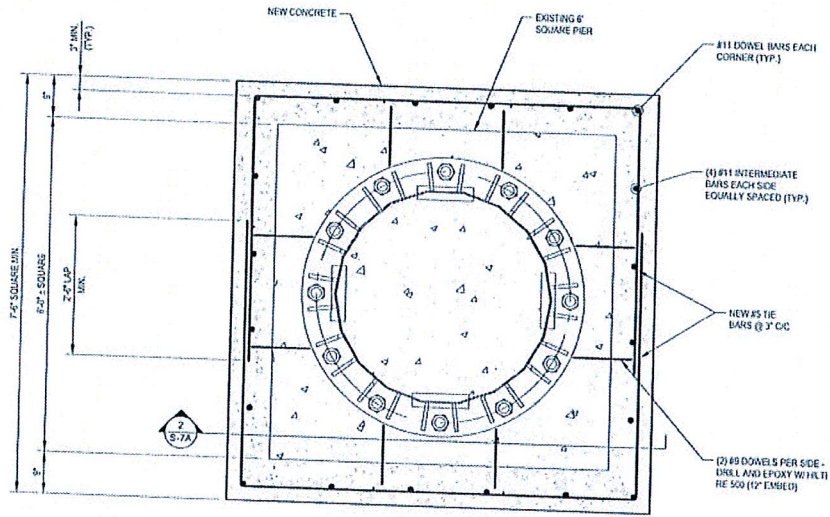 NEW CONCRETE
EXISTING 6'
SQUARE PIER
#11 DOWEL BARS EACH
CORNER (TYP.)
3" MIN.
(TYP.)
9"
(4) #11 INTERMEDIATE
BARS EACH SIDE
EQUALLY SPACED (TYP.)
7'-6" SQUARE MIN.
6'-0" ± SQUARE
2'-6" LAP
MIN.
NEW #5 TIE
BARS @ 3" C/C
2
S-7A
9"
(2) #9 DOWELS PER SIDE -
DRILL AND EPOXY W/ HILTI
RE 500 (12" EMBED)